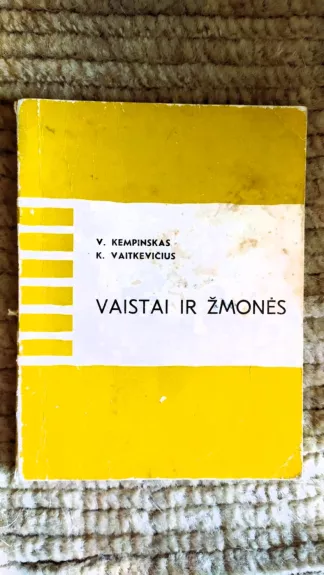 V. KEMPINSKAS
K. VAITKEVIČIUS
VAISTAI IR ŽMONĖS